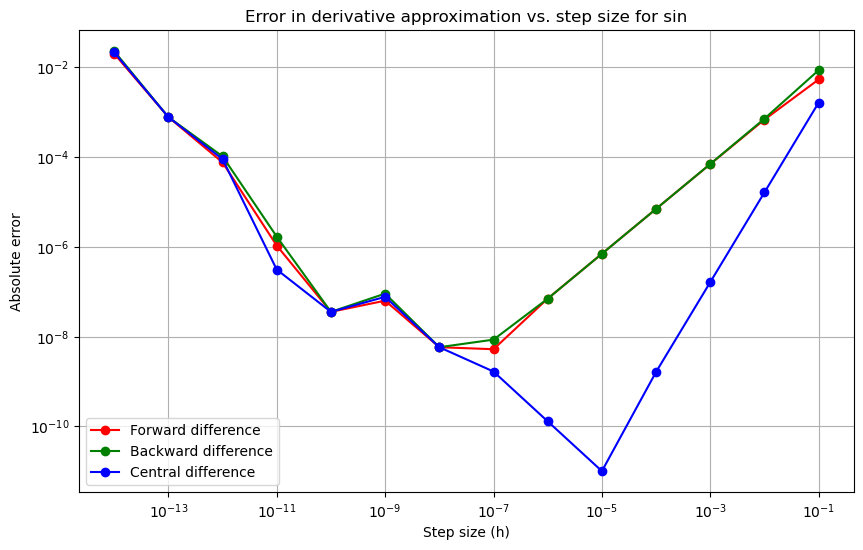 Error in derivative approximation vs. step size for sin
Absolute error
10⁻²
10⁻⁴
10⁻⁶
10⁻⁸
10⁻¹⁰
Forward difference
Backward difference
Central difference
10⁻¹³ 10⁻¹¹ 10⁻⁹ 10⁻⁷ 10⁻⁵ 10⁻³ 10⁻¹
Step size (h)